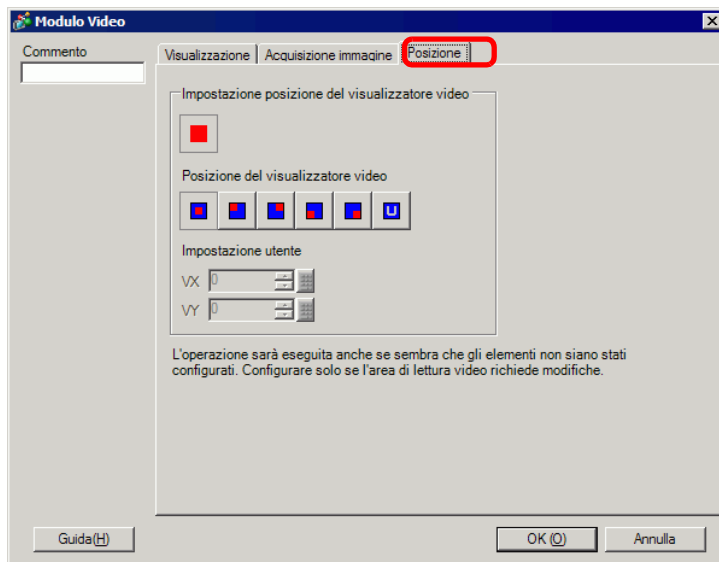 Modulo Video
Commento
Visualizzazione
Acquisizione immagine
Posizione
Impostazione posizione del visualizzatore video
Posizione del visualizzatore video
U
Impostazione utente
VX 0
VY 0
L'operazione sarà eseguita anche se sembra che gli elementi non siano stati
configurati. Configurare solo se l'area di lettura video richiede modifiche.
Guida(H)
OK (O)
Annulla